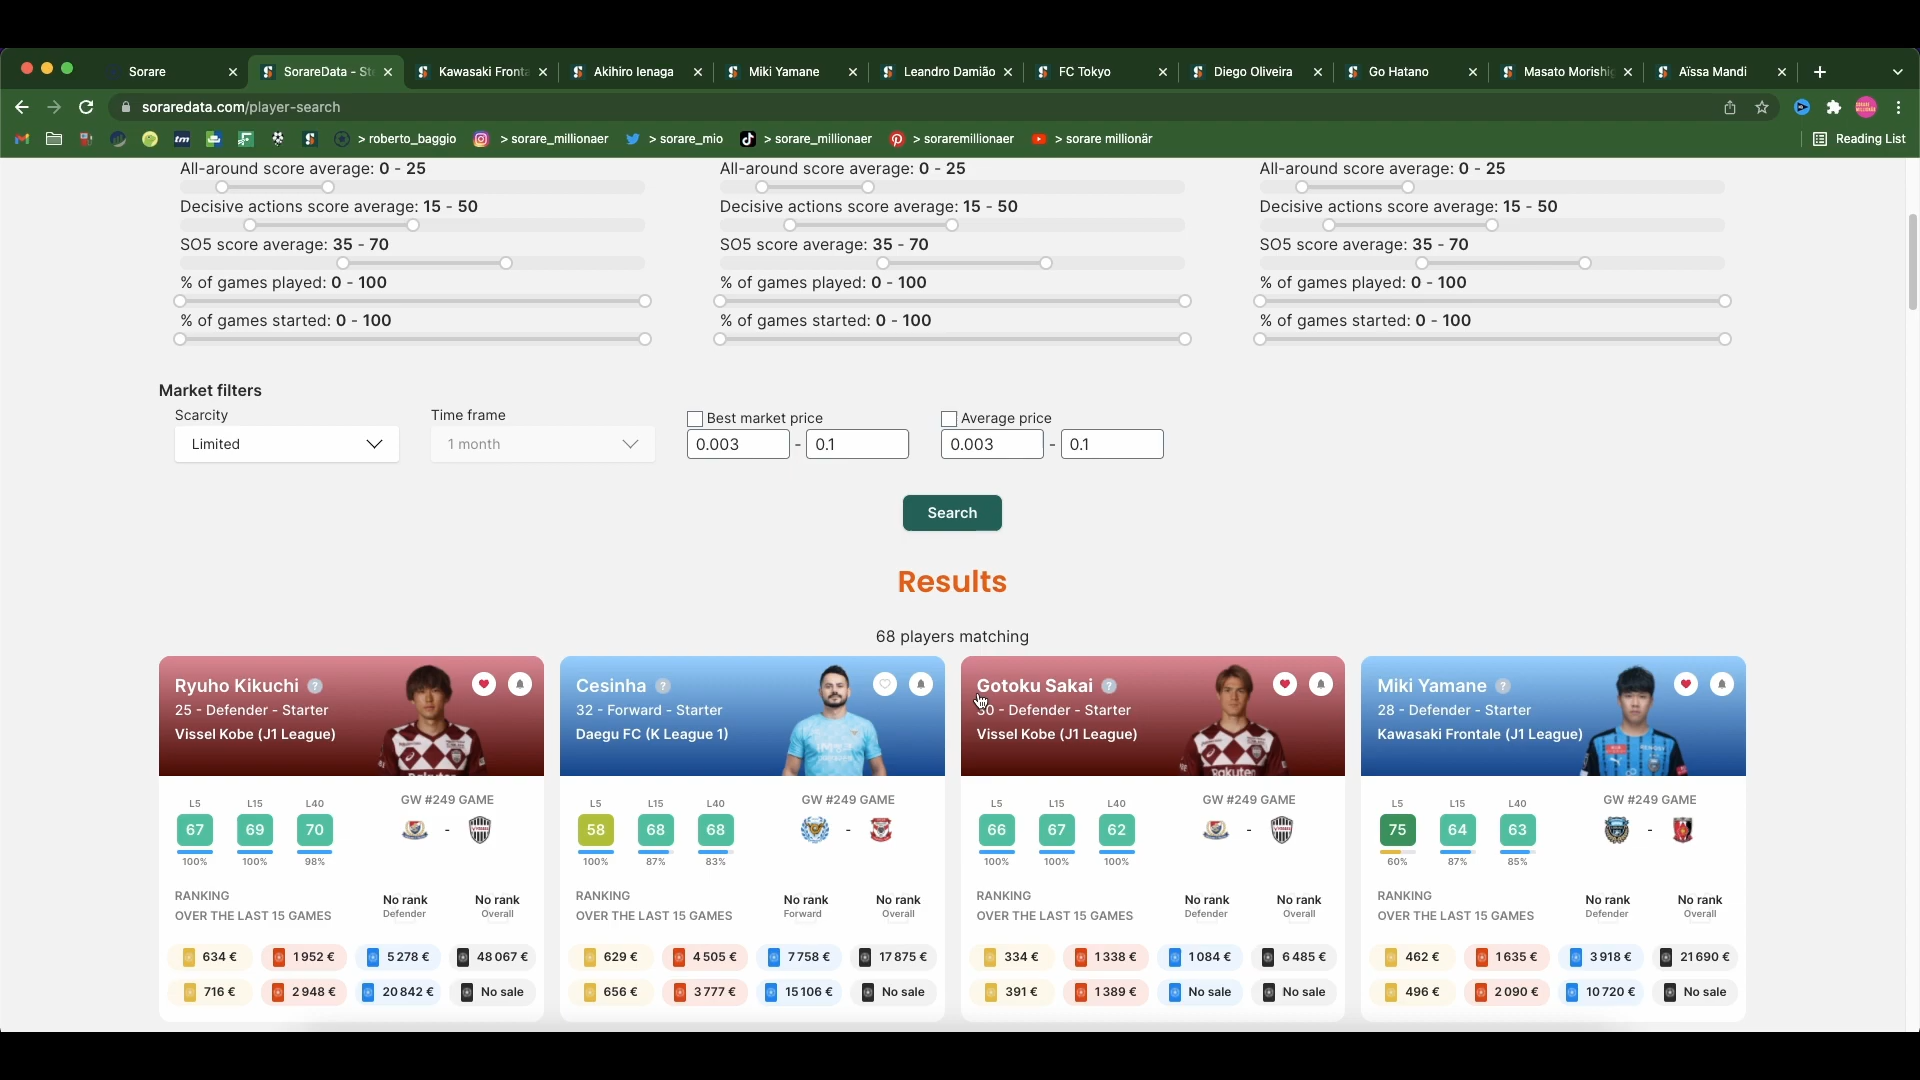 Sorare
SorareData - St
Kawasaki Fronta
Akihiro Ienaga
Miki Yamane
Leandro Damião
FC Tokyo
Diego Oliveira
Go Hatano
Masato Morishig
Aïssa Mandi
soraredata.com/player-search
tm
> roberto_baggio
> sorare_millionaer
> sorare_mio
> sorare_millionaer
> soraremillionaer
> sorare millionär
Reading List
All-around score average: 0 - 25
All-around score average: 0 - 25
All-around score average: 0 - 25
Decisive actions score average: 15 - 50
Decisive actions score average: 15 - 50
Decisive actions score average: 15 - 50
SO5 score average: 35 - 70
SO5 score average: 35 - 70
SO5 score average: 35 - 70
% of games played: 0 - 100
% of games played: 0 - 100
% of games played: 0 - 100
% of games started: 0 - 100
% of games started: 0 - 100
% of games started: 0 - 100
Market filters
Scarcity
Time frame
Best market price
Average price
Limited
1 month
0.003 - 0.1
0.003 - 0.1
Search
Results
68 players matching
Ryuho Kikuchi ?
25 - Defender - Starter
Vissel Kobe (J1 League)
L5 L15 L40
GW #249 GAME
67 69 70
-
100% 100% 98%
RANKING
OVER THE LAST 15 GAMES
No rank
Defender
No rank
Overall
634 € 1 952 € 5 278 € 48 067 €
716 € 2 948 € 20 842 € No sale
Cesinha ?
32 - Forward - Starter
Daegu FC (K League 1)
L5 L15 L40
GW #249 GAME
58 68 68
-
100% 87% 83%
RANKING
OVER THE LAST 15 GAMES
No rank
Forward
No rank
Overall
629 € 4 505 € 7 758 € 17 875 €
656 € 3 777 € 15 106 € No sale
Gotoku Sakai ?
30 - Defender - Starter
Vissel Kobe (J1 League)
L5 L15 L40
GW #249 GAME
66 67 62
-
100% 100% 100%
RANKING
OVER THE LAST 15 GAMES
No rank
Defender
No rank
Overall
334 € 1 338 € 1 084 € 6 485 €
391 € 1 389 € No sale No sale
Miki Yamane ?
28 - Defender - Starter
Kawasaki Frontale (J1 League)
L5 L15 L40
GW #249 GAME
75 64 63
-
60% 87% 85%
RANKING
OVER THE LAST 15 GAMES
No rank
Defender
No rank
Overall
462 € 1 635 € 3 918 € 21 690 €
496 € 2 090 € 10 720 € No sale